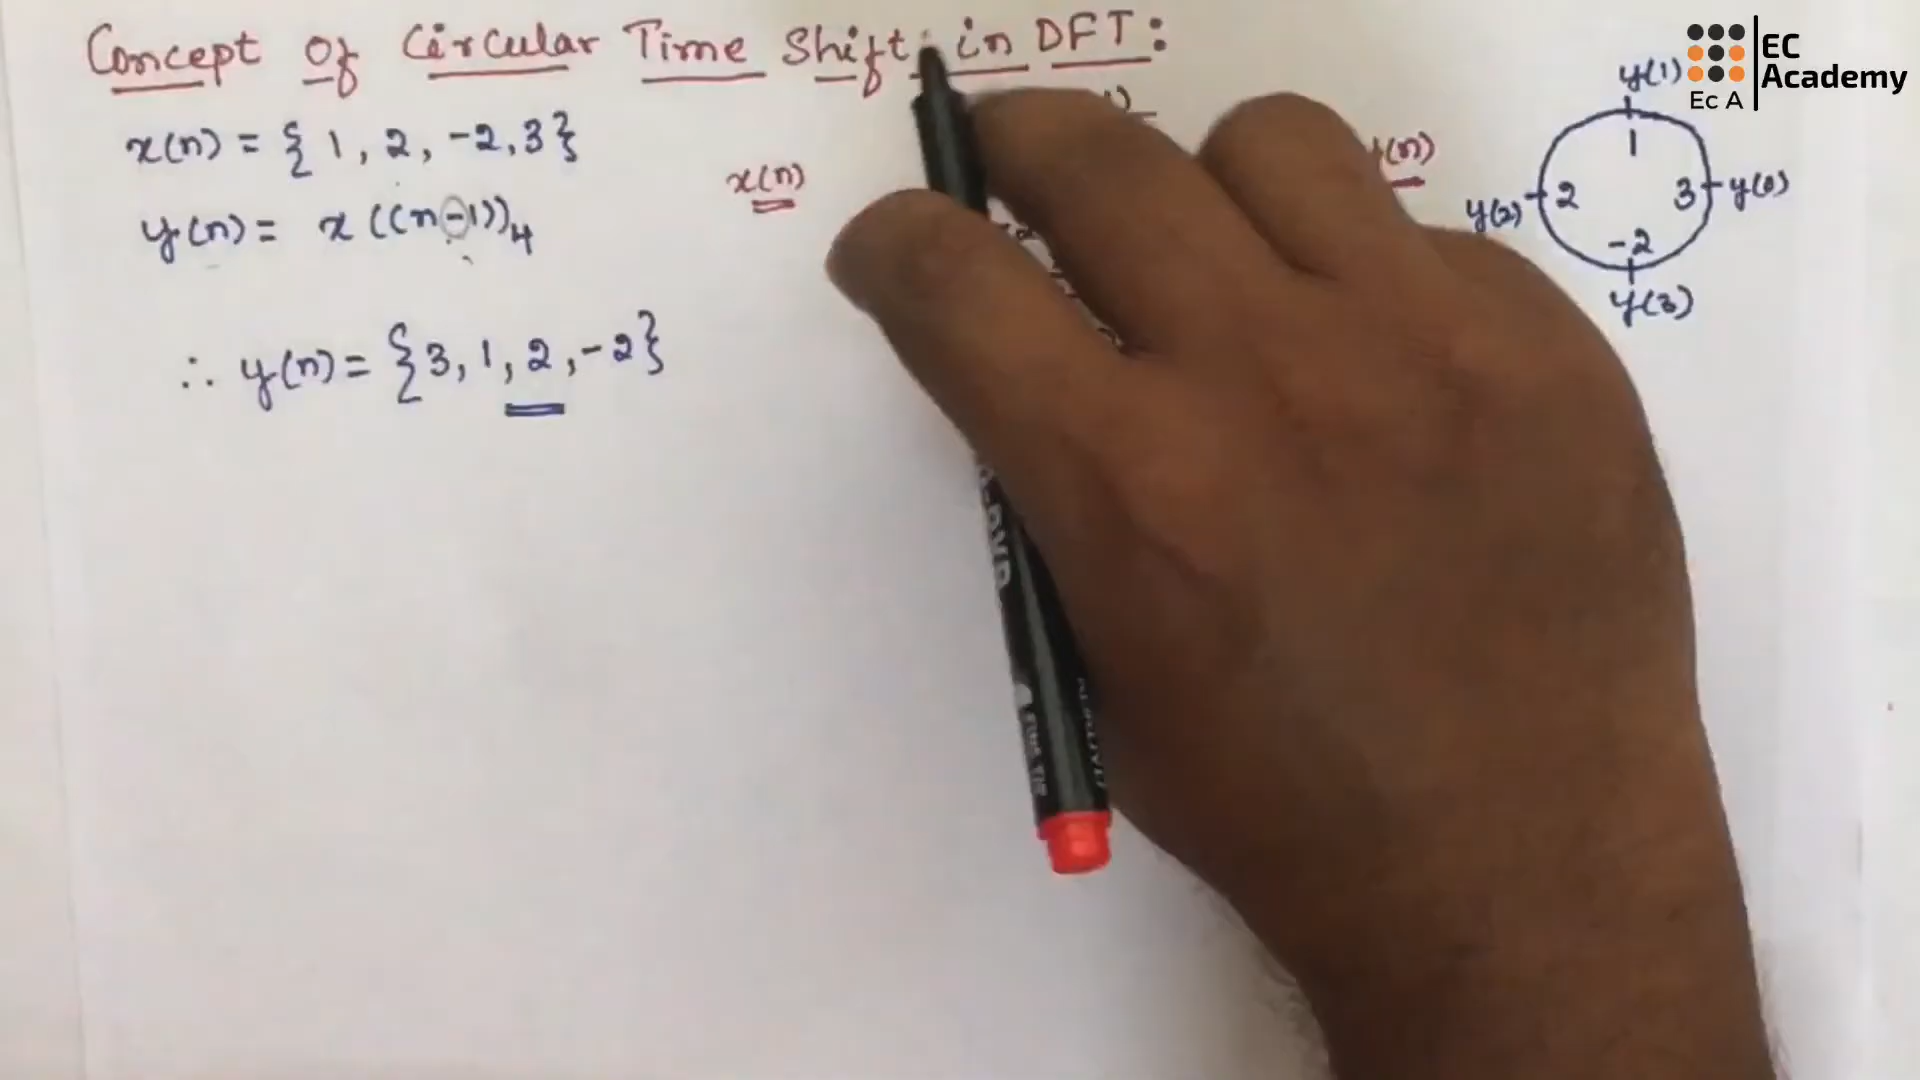 Concept Of Circular Time Shift in DFT:
x(n) = { 1, 2, -2, 3 }
y(n) = x((n-1))4
∴ y(n) = { 3, 1, 2, -2 }
x(n)
y(1)
1
y(2) 2
3 y(0)
-2
y(3)
EC
Academy
Ec A